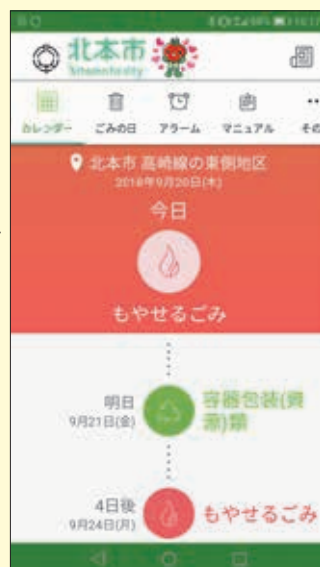 北本市
Kitamoto City
カレンダー ごみの日 アラーム マニュアル その
北本市 高崎線の東側地区
2018年9月20日(木)
今日
もやせるごみ
明日
9月21日(金)
容器包装(資
源)類
4日後
9月24日(月)
もやせるごみ